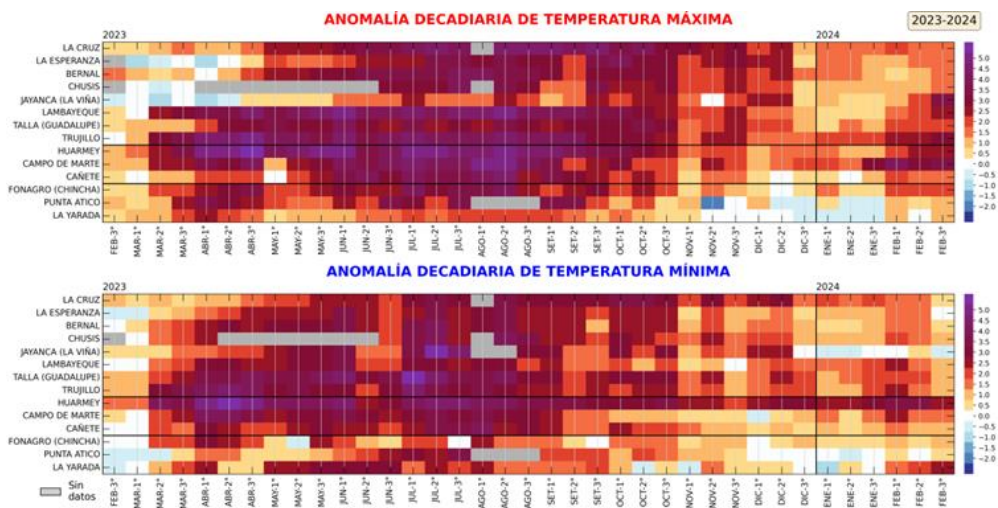 ANOMALÍA DECADIARIA DE TEMPERATURA MÁXIMA
2023-2024
2023
2024
LA CRUZ
LA ESPERANZA
BERNAL
CHUSIS
JAYANCA (LA VIÑA)
LAMBAYEQUE
TALLA (GUADALUPE)
TRUJILLO
HUARMEY
CAMPO DE MARTE
CAÑETE
FONAGRO (CHINCHA)
PUNTA ATICO
LA YARADA
5.0
4.5
4.0
3.5
3.0
2.5
2.0
1.5
1.0
0.5
0.0
−0.5
−1.0
−1.5
−2.0
FEB-3°
MAR-1°
MAR-2°
MAR-3°
ABR-1°
ABR-2°
ABR-3°
MAY-1°
MAY-2°
MAY-3°
JUN-1°
JUN-2°
JUN-3°
JUL-1°
JUL-2°
JUL-3°
AGO-1°
AGO-2°
AGO-3°
SET-1°
SET-2°
SET-3°
OCT-1°
OCT-2°
OCT-3°
NOV-1°
NOV-2°
NOV-3°
DIC-1°
DIC-2°
DIC-3°
ENE-1°
ENE-2°
ENE-3°
FEB-1°
FEB-2°
FEB-3°
ANOMALÍA DECADIARIA DE TEMPERATURA MÍNIMA
2023
2024
LA CRUZ
LA ESPERANZA
BERNAL
CHUSIS
JAYANCA (LA VIÑA)
LAMBAYEQUE
TALLA (GUADALUPE)
TRUJILLO
HUARMEY
CAMPO DE MARTE
CAÑETE
FONAGRO (CHINCHA)
PUNTA ATICO
LA YARADA
5.0
4.5
4.0
3.5
3.0
2.5
2.0
1.5
1.0
0.5
0.0
−0.5
−1.0
−1.5
−2.0
Sin
datos
FEB-3°
MAR-1°
MAR-2°
MAR-3°
ABR-1°
ABR-2°
ABR-3°
MAY-1°
MAY-2°
MAY-3°
JUN-1°
JUN-2°
JUN-3°
JUL-1°
JUL-2°
JUL-3°
AGO-1°
AGO-2°
AGO-3°
SET-1°
SET-2°
SET-3°
OCT-1°
OCT-2°
OCT-3°
NOV-1°
NOV-2°
NOV-3°
DIC-1°
DIC-2°
DIC-3°
ENE-1°
ENE-2°
ENE-3°
FEB-1°
FEB-2°
FEB-3°